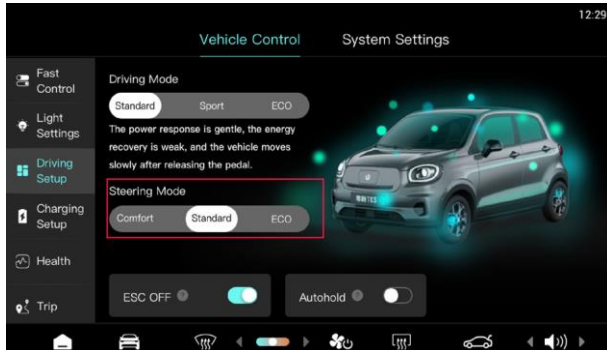 12:29
Vehicle Control
System Settings
Fast
Control
Light
Settings
Driving
Setup
Charging
Setup
Health
Trip
Driving Mode
Standard Sport ECO
The power response is gentle, the energy
recovery is weak, and the vehicle moves
slowly after releasing the pedal.
Steering Mode
Comfort Standard ECO
ESC OFF
Autohold